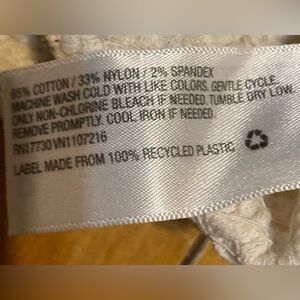 65% COTTON / 33% NYLON / 2% SPANDEX
MACHINE WASH COLD WITH LIKE COLORS. GENTLE CYCLE.
ONLY NON-CHLORINE BLEACH IF NEEDED. TUMBLE DRY LOW.
REMOVE PROMPTLY. COOL IRON IF NEEDED.
RN17730 VN1107216
LABEL MADE FROM 100% RECYCLED PLASTIC